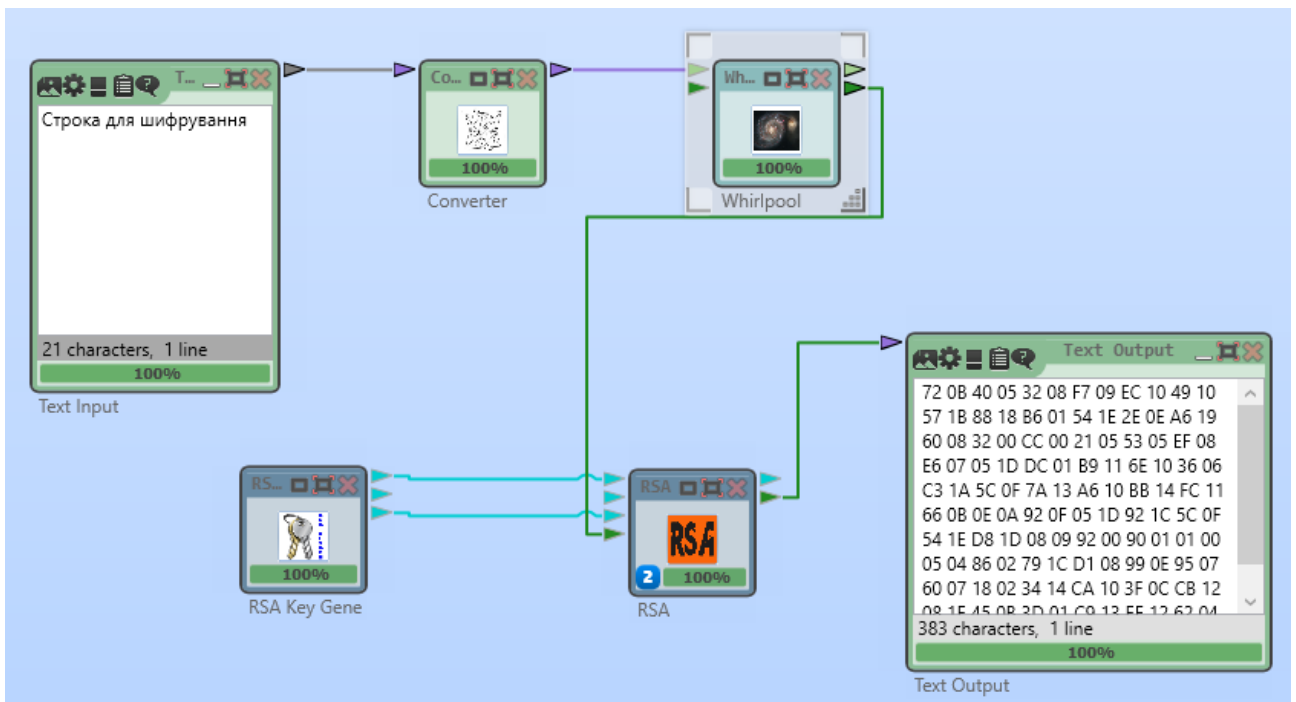 T...
Строка для шифрування
21 characters, 1 line
100%
Text Input
Co...
100%
Converter
Wh...
100%
Whirlpool
RS...
100%
RSA Key Gene
RSA
RSA
2 100%
RSA
Text Output
72 0B 40 05 32 08 F7 09 EC 10 49 10
57 1B 88 18 B6 01 54 1E 2E 0E A6 19
60 08 32 00 CC 00 21 05 53 05 EF 08
E6 07 05 1D DC 01 B9 11 6E 10 36 06
C3 1A 5C 0F 7A 13 A6 10 BB 14 FC 11
66 0B 0E 0A 92 0F 05 1D 92 1C 5C 0F
54 1E D8 1D 08 09 92 00 90 01 01 00
05 04 86 02 79 1C D1 08 99 0E 95 07
60 07 18 02 34 14 CA 10 3F 0C CB 12
383 characters, 1 line
100%
Text Output